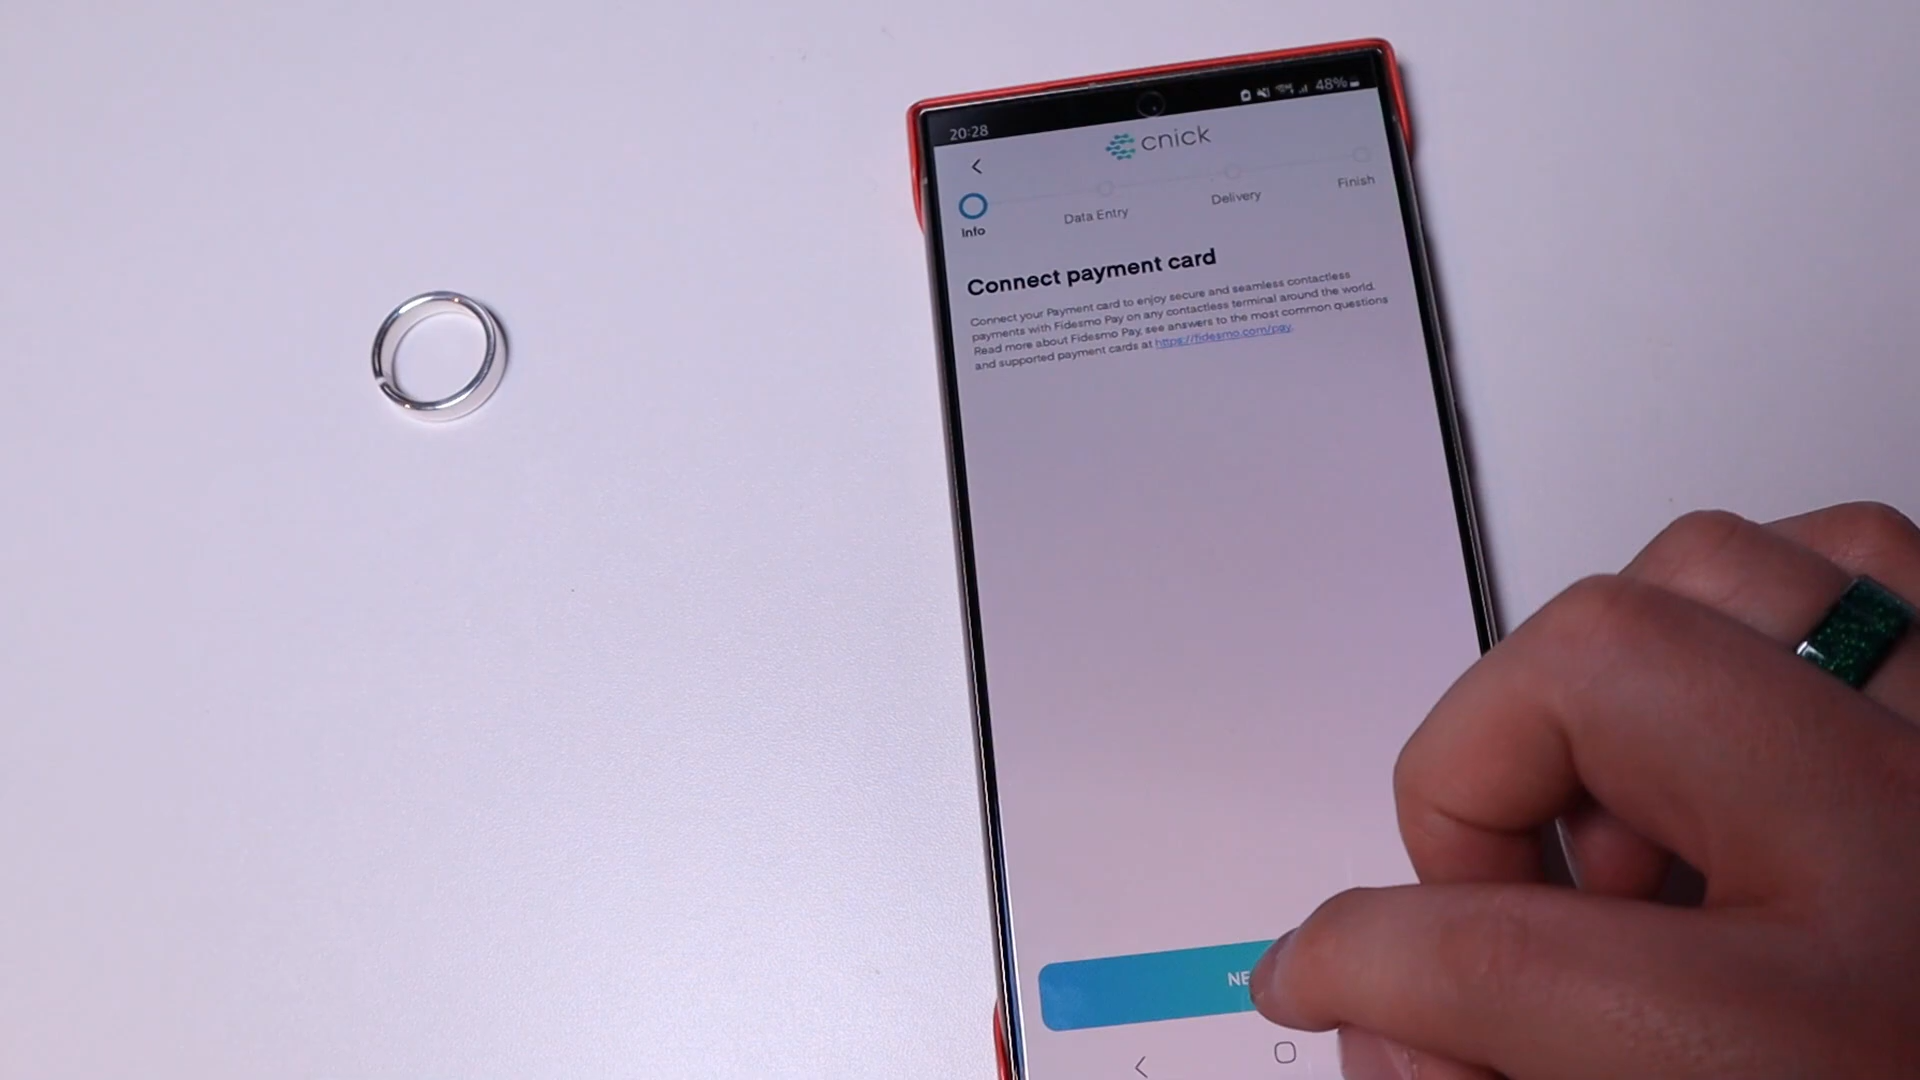 20:28
48%
cnick
Info
Data Entry
Delivery
Finish
Connect payment card
Connect your Payment card to enjoy secure and seamless contactless
payments with Fidesmo Pay on any contactless terminal around the world.
Read more about Fidesmo Pay, see answers to the most common questions
and supported payment cards at https://fidesmo.com/pay.
NE